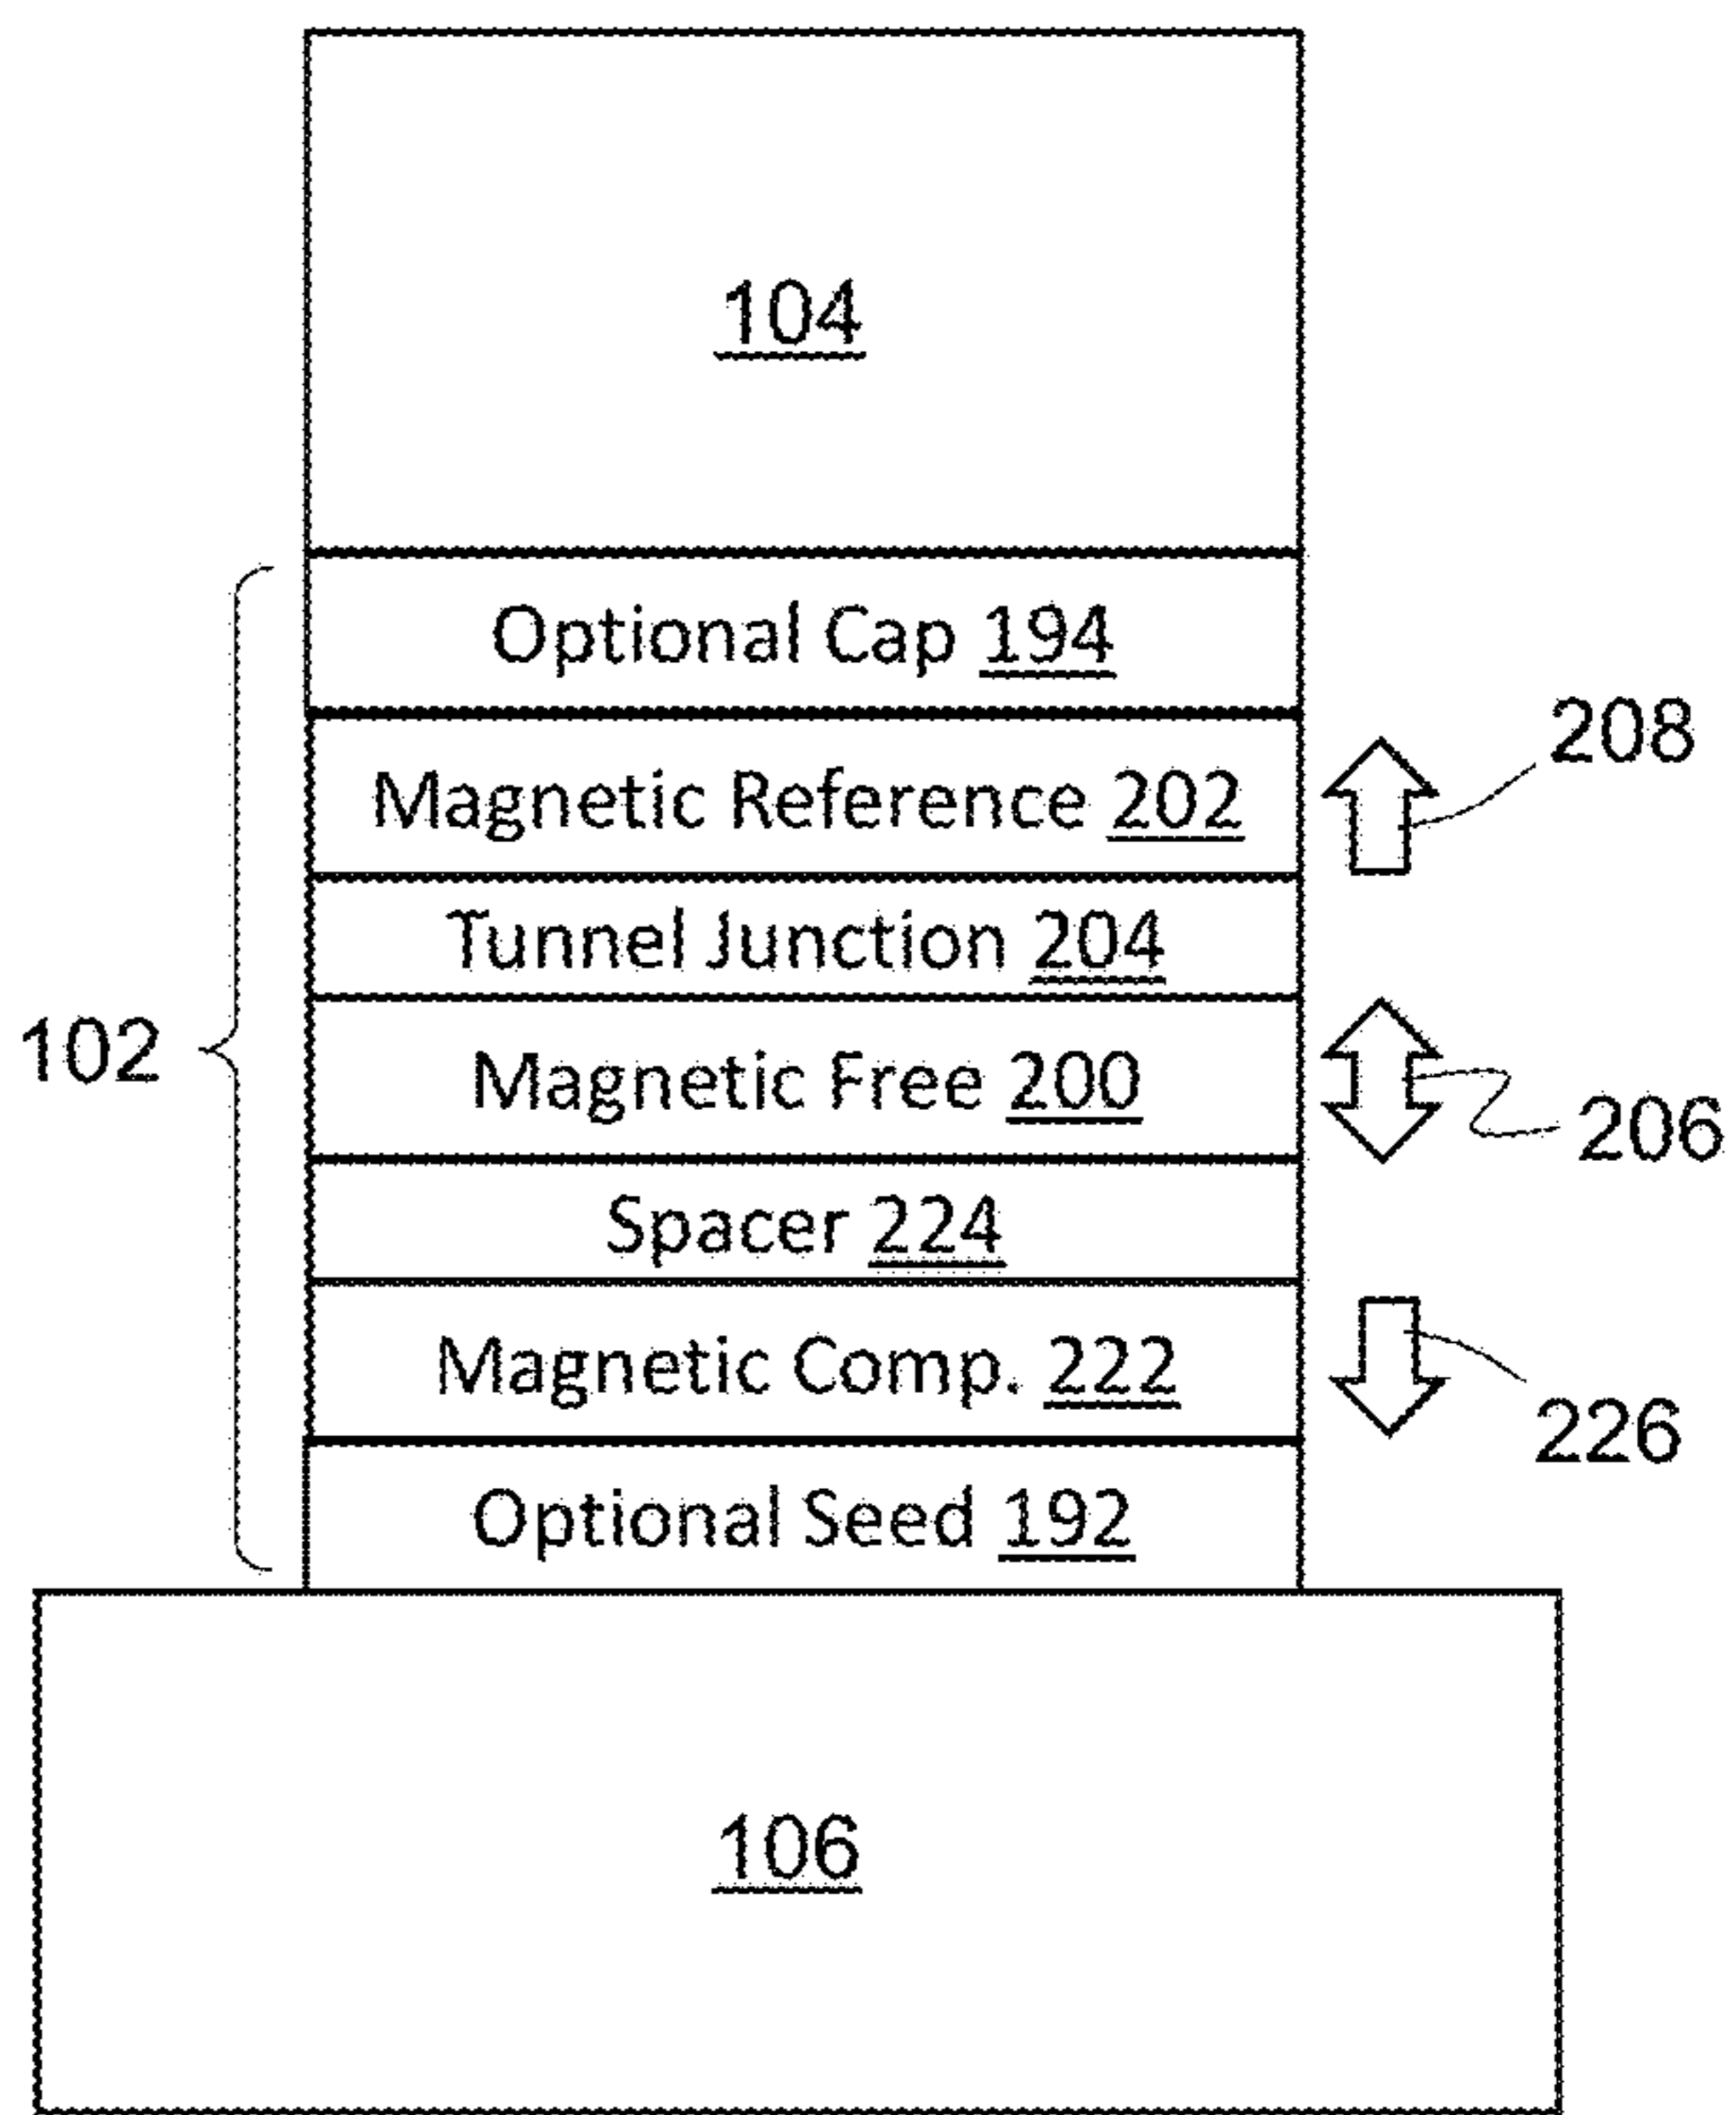 104
Optional Cap 194
Magnetic Reference 202
208
Tunnel Junction 204
102
Magnetic Free 200
206
Spacer 224
Magnetic Comp. 222
226
Optional Seed 192
106